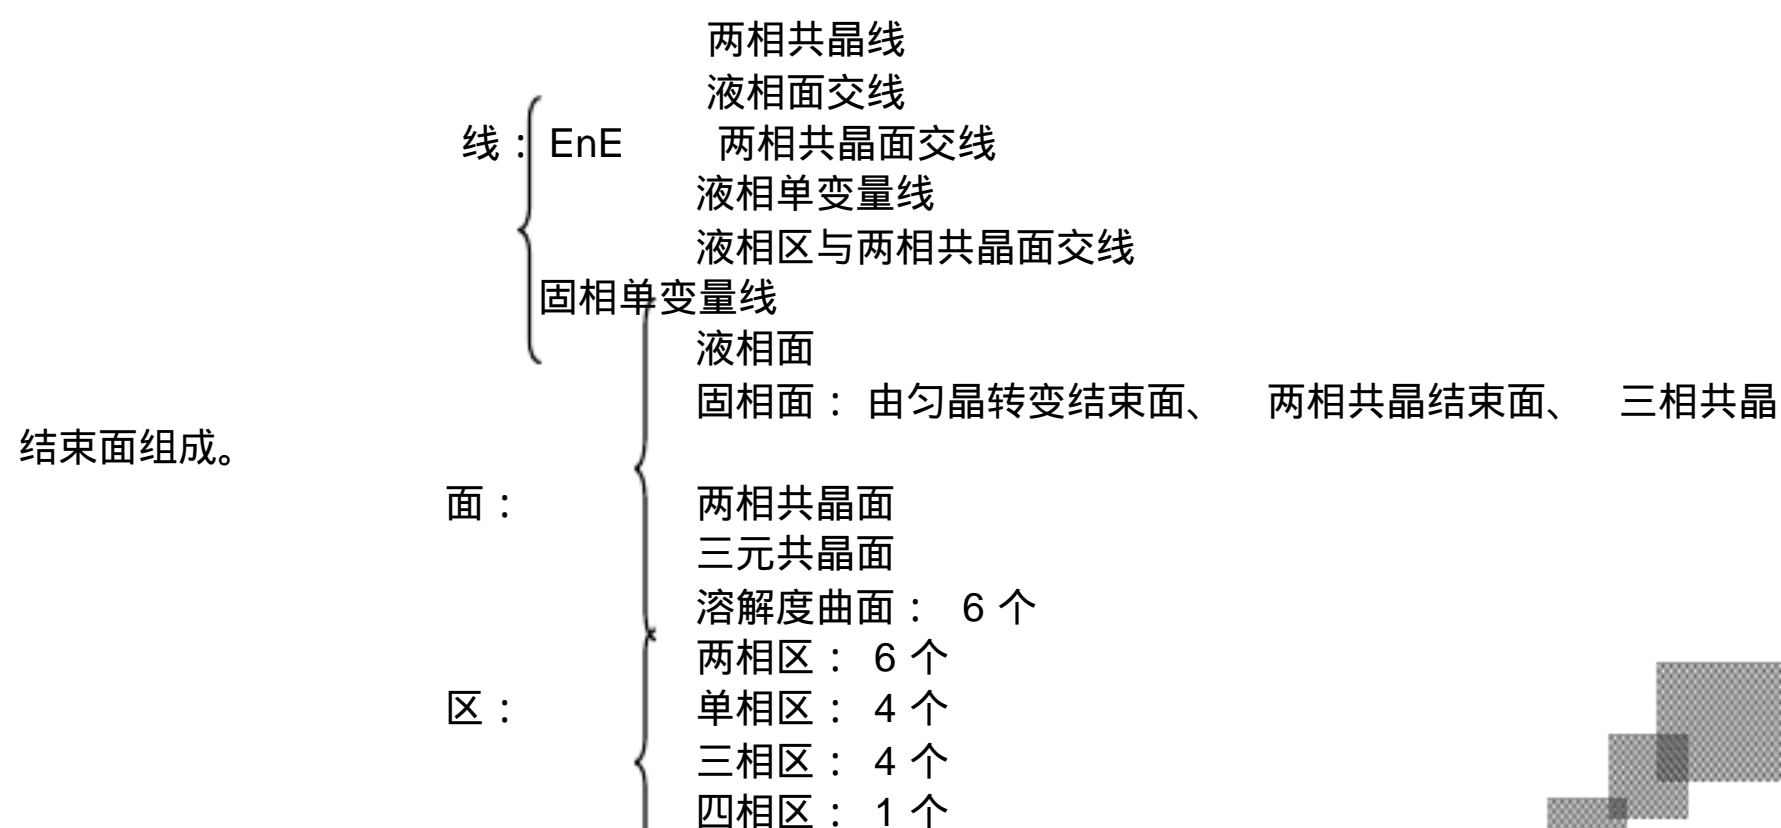 两相共晶线
液相面交线
线：EnE 两相共晶面交线
液相单变量线
液相区与两相共晶面交线
固相单变量线
液相面
固相面：由匀晶转变结束面、 两相共晶结束面、 三相共晶
结束面组成。
面： 两相共晶面
三元共晶面
溶解度曲面： 6 个
两相区： 6 个
区： 单相区： 4 个
三相区： 4 个
四相区： 1 个